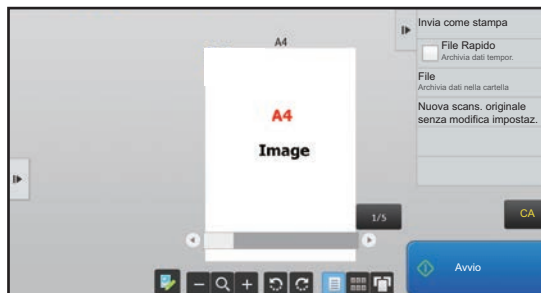 A4
A4
Image
1/5
Invia come stampa
File Rapido
Archivia dati tempor.
File
Archivia dati nella cartella
Nuova scans. originale
senza modifica impostaz.
CA
Avvio